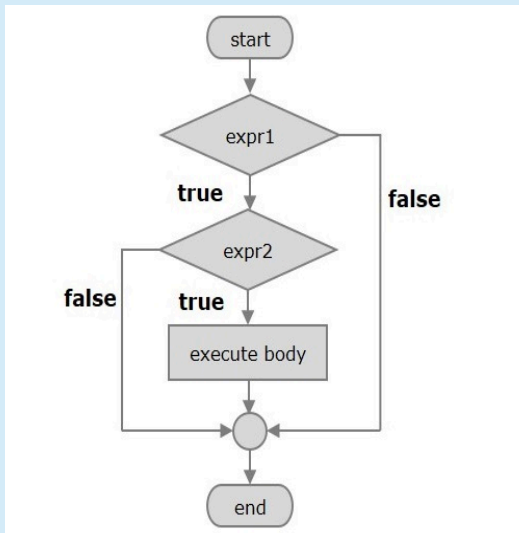 start
expr1
true
false
expr2
false
true
execute body
end